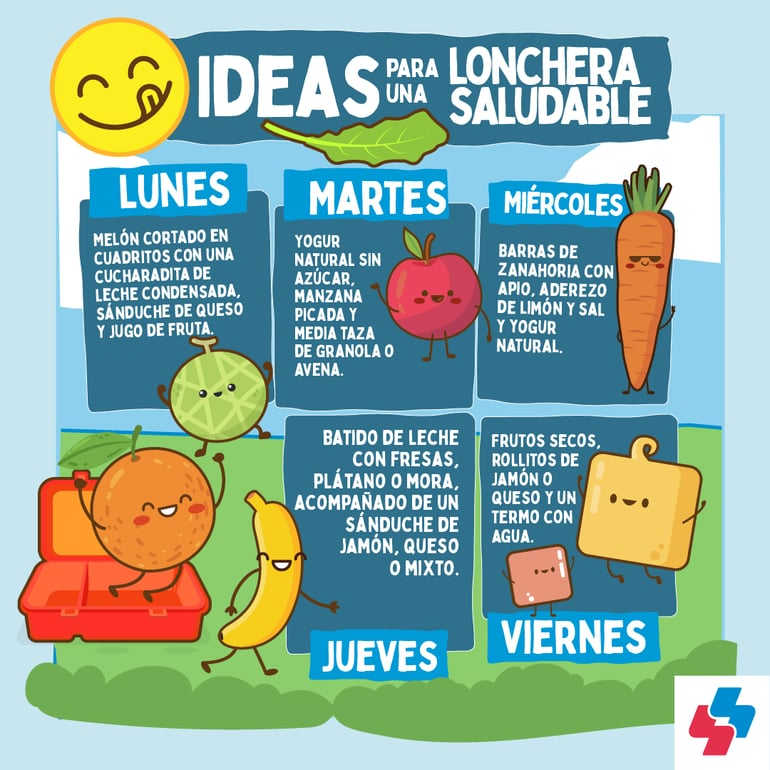 IDEAS PARA UNA LONCHERA SALUDABLE
LUNES
MELÓN CORTADO EN
CUADRITOS CON UNA
CUCHARADITA DE
LECHE CONDENSADA,
SÁNDUCHE DE QUESO
Y JUGO DE FRUTA.
MARTES
YOGUR
NATURAL SIN
AZÚCAR,
MANZANA
PICADA Y
MEDIA TAZA
DE GRANOLA O
AVENA.
MIÉRCOLES
BARRAS DE
ZANAHORIA CON
APIO, ADEREZO
DE LIMÓN Y SAL
Y YOGUR
NATURAL.
BATIDO DE LECHE
CON FRESAS,
PLÁTANO O MORA,
ACOMPAÑADO DE UN
SÁNDUCHE DE
JAMÓN, QUESO
O MIXTO.
JUEVES
FRUTOS SECOS,
ROLLITOS DE
JAMÓN O
QUESO Y UN
TERMO CON
AGUA.
VIERNES